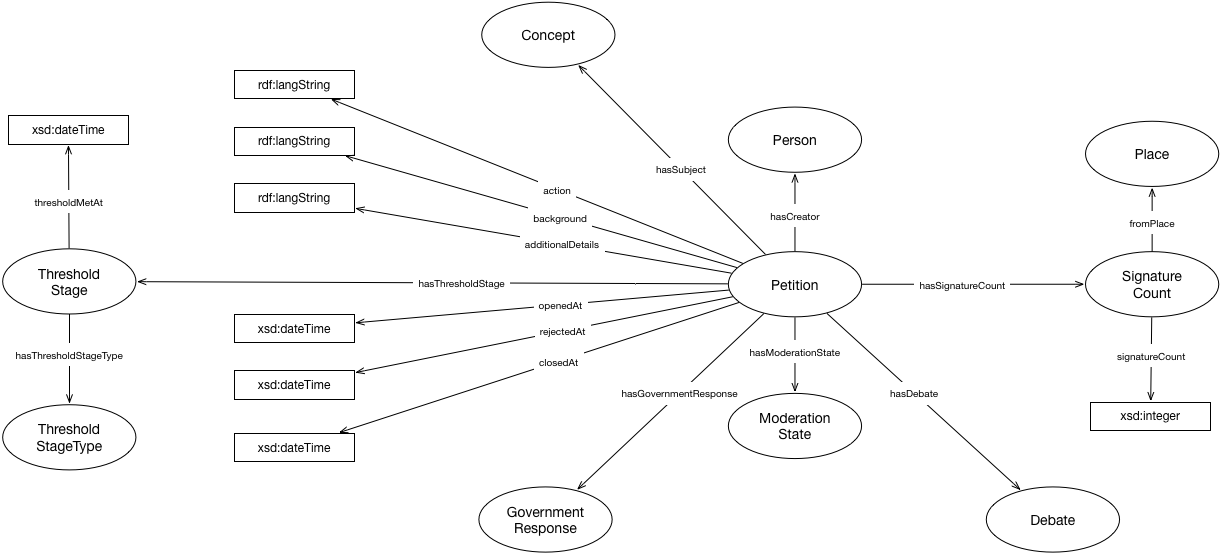 Concept
rdf:langString
xsd:dateTime
rdf:langString
Person
Place
hasSubject
action
rdf:langString
thresholdMetAt
background
hasCreator
fromPlace
additionalDetails
Threshold
Stage
hasThresholdStage
Petition
hasSignatureCount
Signature
Count
openedAt
xsd:dateTime
rejectedAt
hasThresholdStageType
hasModerationState
signatureCount
closedAt
xsd:dateTime
hasGovernmentResponse
hasDebate
xsd:integer
Threshold
StageType
Moderation
State
xsd:dateTime
Government
Response
Debate